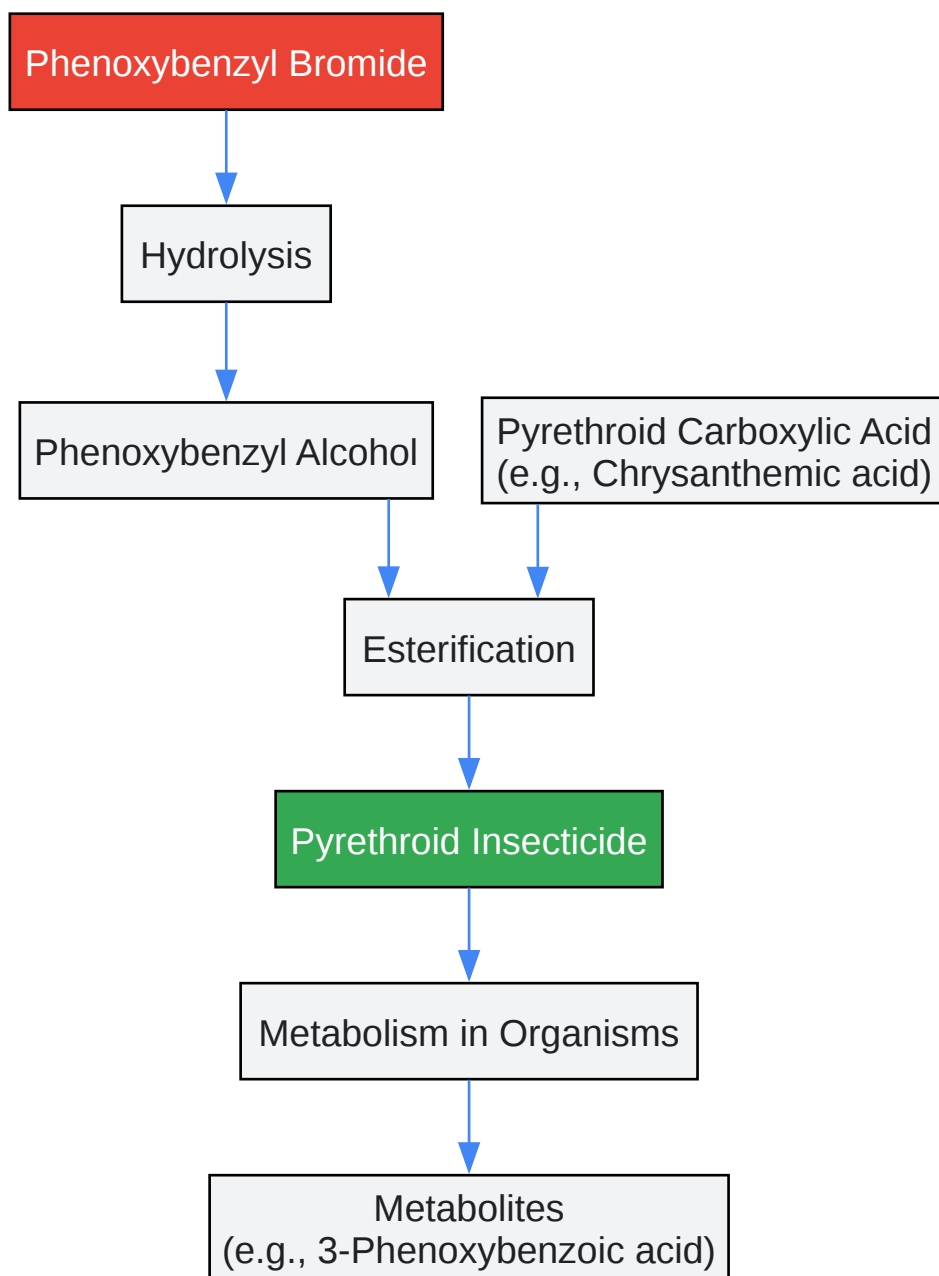 Phenoxybenzyl Bromide
Hydrolysis
Phenoxybenzyl Alcohol
Pyrethroid Carboxylic Acid
(e.g., Chrysanthemic acid)
Esterification
Pyrethroid Insecticide
Metabolism in Organisms
Metabolites
(e.g., 3-Phenoxybenzoic acid)